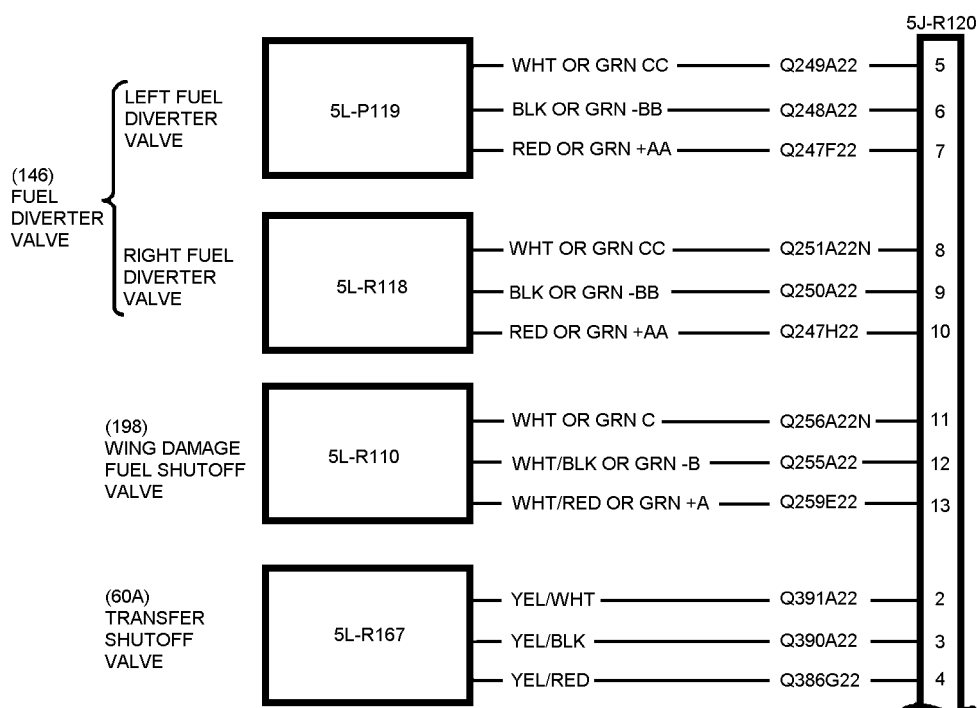 5J-R120
(146)
FUEL
DIVERTER
VALVE
LEFT FUEL
DIVERTER
VALVE
5L-P119
WHT OR GRN CC Q249A22 5
BLK OR GRN -BB Q248A22 6
RED OR GRN +AA Q247F22 7
RIGHT FUEL
DIVERTER
VALVE
5L-R118
WHT OR GRN CC Q251A22N 8
BLK OR GRN -BB Q250A22 9
RED OR GRN +AA Q247H22 10
(198)
WING DAMAGE
FUEL SHUTOFF
VALVE
5L-R110
WHT OR GRN C Q256A22N 11
WHT/BLK OR GRN -B Q255A22 12
WHT/RED OR GRN +A Q259E22 13
(60A)
TRANSFER
SHUTOFF
VALVE
5L-R167
YEL/WHT Q391A22 2
YEL/BLK Q390A22 3
YEL/RED Q386G22 4